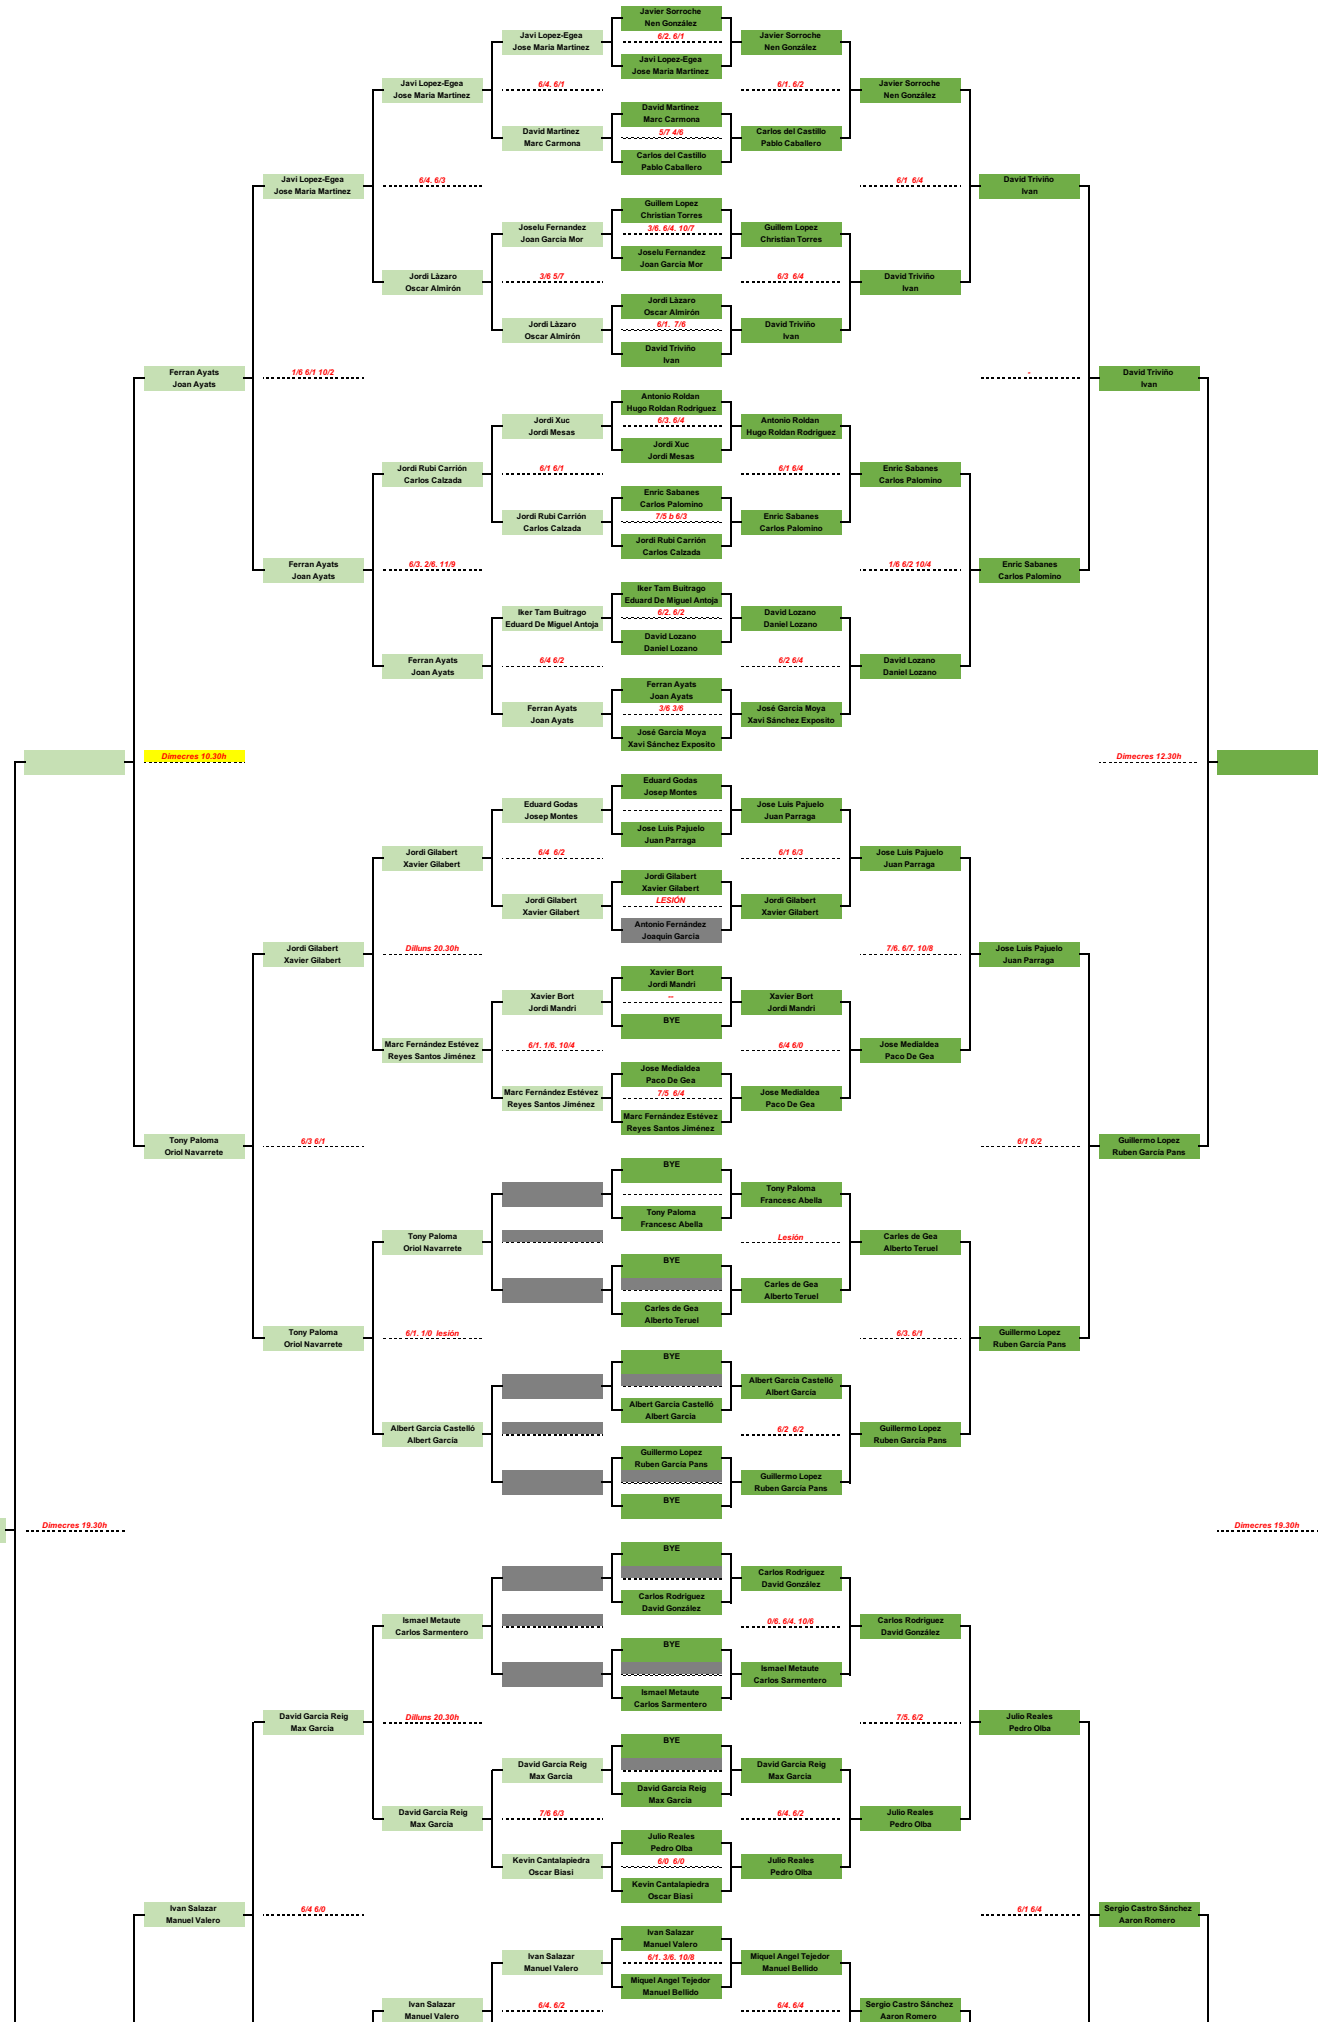 Javier Sorroche
Nen González
Javi Lopez-Egea
Jose Maria Martinez
6/2. 6/1
Javier Sorroche
Nen González
Javi Lopez-Egea
Jose Maria Martinez
Javi Lopez-Egea
Jose Maria Martinez
6/4. 6/1
6/1. 6/2
Javier Sorroche
Nen González
David Martinez
Marc Carmona
David Martinez
Marc Carmona
5/7 4/6
Carlos del Castillo
Pablo Caballero
Carlos del Castillo
Pablo Caballero
Javi Lopez-Egea
Jose Maria Martinez
6/4. 6/3
6/1 6/4
David Triviño
Ivan
Guillem Lopez
Christian Torres
Joselu Fernandez
Joan Garcia Mor
3/6. 6/4. 10/7
Guillem Lopez
Christian Torres
Joselu Fernandez
Joan Garcia Mor
Jordi Làzaro
Oscar Almirón
3/6 5/7
6/3 6/4
David Triviño
Ivan
Jordi Làzaro
Oscar Almirón
Jordi Làzaro
Oscar Almirón
6/1. 7/6
David Triviño
Ivan
David Triviño
Ivan
Ferran Ayats
Joan Ayats
1/6 6/1 10/2
-
David Triviño
Ivan
Antonio Roldan
Hugo Roldan Rodriguez
Jordi Xuc
Jordi Mesas
6/3. 6/4
Antonio Roldan
Hugo Roldan Rodriguez
Jordi Xuc
Jordi Mesas
Jordi Rubi Carrión
Carlos Calzada
6/1 6/1
6/1 6/4
Enric Sabanes
Carlos Palomino
Enric Sabanes
Carlos Palomino
Jordi Rubi Carrión
Carlos Calzada
7/5 b 6/3
Enric Sabanes
Carlos Palomino
Jordi Rubi Carrión
Carlos Calzada
Ferran Ayats
Joan Ayats
6/3. 2/6. 11/9
1/6 6/2 10/4
Enric Sabanes
Carlos Palomino
Iker Tam Buitrago
Eduard De Miguel Antoja
Iker Tam Buitrago
Eduard De Miguel Antoja
6/2. 6/2
David Lozano
Daniel Lozano
David Lozano
Daniel Lozano
Ferran Ayats
Joan Ayats
6/4 6/2
6/2 6/4
David Lozano
Daniel Lozano
Ferran Ayats
Joan Ayats
Ferran Ayats
Joan Ayats
3/6 3/6
José Garcia Moya
Xavi Sánchez Exposito
José Garcia Moya
Xavi Sánchez Exposito
Dimecres 10.30h
Dimecres 12.30h
Eduard Godas
Josep Montes
Eduard Godas
Josep Montes
Jose Luis Pajuelo
Juan Parraga
Jose Luis Pajuelo
Juan Parraga
Jordi Gilabert
Xavier Gilabert
6/4 6/2
6/1 6/3
Jose Luis Pajuelo
Juan Parraga
Jordi Gilabert
Xavier Gilabert
Jordi Gilabert
Xavier Gilabert
LESIÓN
Jordi Gilabert
Xavier Gilabert
Antonio Fernández
Joaquin Garcia
Jordi Gilabert
Xavier Gilabert
Dilluns 20.30h
7/6. 6/7. 10/8
Jose Luis Pajuelo
Juan Parraga
Xavier Bort
Jordi Mandri
Xavier Bort
Jordi Mandri
--
Xavier Bort
Jordi Mandri
BYE
Marc Fernández Estévez
Reyes Santos Jiménez
6/1. 1/6. 10/4
6/4 6/0
Jose Medialdea
Paco De Gea
Jose Medialdea
Paco De Gea
Marc Fernández Estévez
Reyes Santos Jiménez
7/5 6/4
Jose Medialdea
Paco De Gea
Marc Fernández Estévez
Reyes Santos Jiménez
Tony Paloma
Oriol Navarrete
6/3 6/1
6/1 6/2
Guillermo Lopez
Ruben García Pans
BYE
Tony Paloma
Francesc Abella
Tony Paloma
Francesc Abella
Tony Paloma
Oriol Navarrete
Lesión
Carles de Gea
Alberto Teruel
BYE
Carles de Gea
Alberto Teruel
Carles de Gea
Alberto Teruel
Tony Paloma
Oriol Navarrete
6/1. 1/0 lesión
6/3. 6/1
Guillermo Lopez
Ruben García Pans
BYE
Albert Garcia Castelló
Albert García
Albert Garcia Castelló
Albert García
Albert Garcia Castelló
Albert García
6/2 6/2
Guillermo Lopez
Ruben García Pans
Guillermo Lopez
Ruben García Pans
Guillermo Lopez
Ruben García Pans
BYE
Dimecres 19.30h
Dimecres 19.30h
BYE
Carlos Rodríguez
David González
Carlos Rodríguez
David González
Ismael Metaute
Carlos Sarmentero
0/6. 6/4. 10/6
Carlos Rodríguez
David González
BYE
Ismael Metaute
Carlos Sarmentero
Ismael Metaute
Carlos Sarmentero
David Garcia Reig
Max Garcia
Dilluns 20.30h
7/5. 6/2
Julio Reales
Pedro Olba
BYE
David Garcia Reig
Max Garcia
David Garcia Reig
Max Garcia
David Garcia Reig
Max Garcia
David Garcia Reig
Max Garcia
7/6 6/3
6/4. 6/2
Julio Reales
Pedro Olba
Julio Reales
Pedro Olba
Kevin Cantalapiedra
Oscar Biasi
6/0 6/0
Julio Reales
Pedro Olba
Kevin Cantalapiedra
Oscar Biasi
Ivan Salazar
Manuel Valero
6/4 6/0
6/1 6/4
Sergio Castro Sánchez
Aaron Romero
Ivan Salazar
Manuel Valero
Ivan Salazar
Manuel Valero
6/1. 3/6. 10/8
Miquel Angel Tejedor
Manuel Bellido
Miquel Angel Tejedor
Manuel Bellido
Ivan Salazar
Manuel Valero
6/4. 6/2
6/4. 6/4
Sergio Castro Sánchez
Aaron Romero